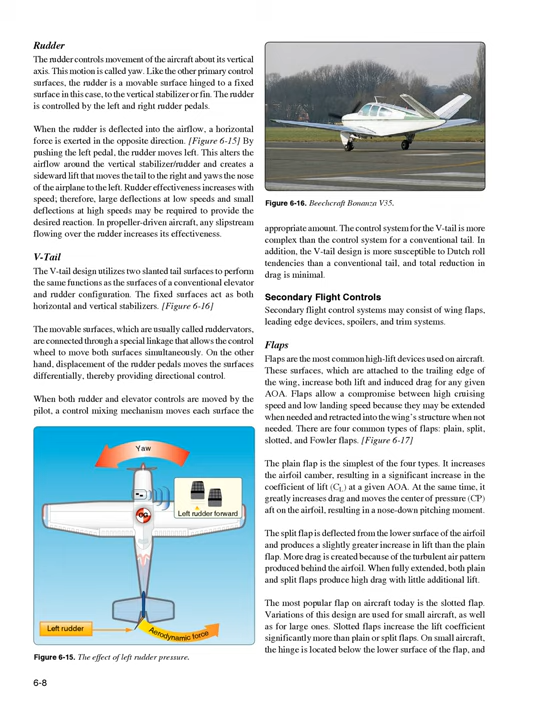 Rudder
The rudder controls movement of the aircraft about its vertical
axis. This motion is called yaw. Like the other primary control
surfaces, the rudder is a movable surface hinged to a fixed
surface in this case, to the vertical stabilizer or fin. The rudder
is controlled by the left and right rudder pedals.
When the rudder is deflected into the airflow, a horizontal
force is exerted in the opposite direction. [Figure 6-15] By
pushing the left pedal, the rudder moves left. This alters the
airflow around the vertical stabilizer/rudder and creates a
sideward lift that moves the tail to the right and yaws the nose
of the airplane to the left. Rudder effectiveness increases with
speed; therefore, large deflections at low speeds and small
deflections at high speeds may be required to provide the
desired reaction. In propeller-driven aircraft, any slipstream
flowing over the rudder increases its effectiveness.
V-Tail
The V-tail design utilizes two slanted tail surfaces to perform
the same functions as the surfaces of a conventional elevator
and rudder configuration. The fixed surfaces act as both
horizontal and vertical stabilizers. [Figure 6-16]
The movable surfaces, which are usually called ruddervators,
are connected through a special linkage that allows the control
wheel to move both surfaces simultaneously. On the other
hand, displacement of the rudder pedals moves the surfaces
differentially, thereby providing directional control.
When both rudder and elevator controls are moved by the
pilot, a control mixing mechanism moves each surface the
Yaw
Left rudder forward
Left rudder
Aerodynamic force
Figure 6-15. The effect of left rudder pressure.
6-8
Figure 6-16. Beechcraft Bonanza V35.
appropriate amount. The control system for the V-tail is more
complex than the control system for a conventional tail. In
addition, the V-tail design is more susceptible to Dutch roll
tendencies than a conventional tail, and total reduction in
drag is minimal.
Secondary Flight Controls
Secondary flight control systems may consist of wing flaps,
leading edge devices, spoilers, and trim systems.
Flaps
Flaps are the most common high-lift devices used on aircraft.
These surfaces, which are attached to the trailing edge of
the wing, increase both lift and induced drag for any given
AOA. Flaps allow a compromise between high cruising
speed and low landing speed because they may be extended
when needed and retracted into the wing's structure when not
needed. There are four common types of flaps: plain, split,
slotted, and Fowler flaps. [Figure 6-17]
The plain flap is the simplest of the four types. It increases
the airfoil camber, resulting in a significant increase in the
coefficient of lift (CL) at a given AOA. At the same time, it
greatly increases drag and moves the center of pressure (CP)
aft on the airfoil, resulting in a nose-down pitching moment.
The split flap is deflected from the lower surface of the airfoil
and produces a slightly greater increase in lift than the plain
flap. More drag is created because of the turbulent air pattern
produced behind the airfoil. When fully extended, both plain
and split flaps produce high drag with little additional lift.
The most popular flap on aircraft today is the slotted flap.
Variations of this design are used for small aircraft, as well
as for large ones. Slotted flaps increase the lift coefficient
significantly more than plain or split flaps. On small aircraft,
the hinge is located below the lower surface of the flap, and